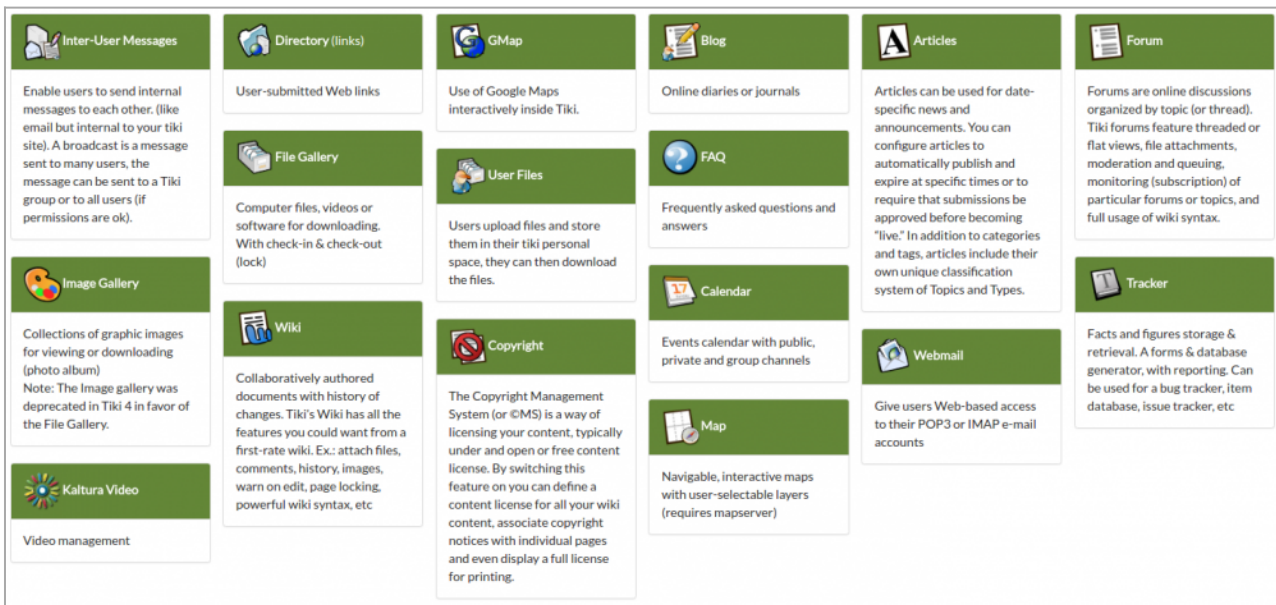 Inter-User Messages
Enable users to send internal
messages to each other. (like
email but internal to your tiki
site). A broadcast is a message
sent to many users, the
message can be sent to a Tiki
group or to all users (if
permissions are ok).
Image Gallery
Collections of graphic images
for viewing or downloading
(photo album)
Note: The Image gallery was
deprecated in Tiki 4 in favor of
the File Gallery.
Kaltura Video
Video management
Directory (links)
User-submitted Web links
File Gallery
Computer files, videos or
software for downloading.
With check-in & check-out
(lock)
Wiki
Collaboratively authored
documents with history of
changes. Tiki's Wiki has all the
features you could want from a
first-rate wiki. Ex.: attach files,
comments, history, images,
warn on edit, page locking,
powerful wiki syntax, etc
GMap
Use of Google Maps
interactively inside Tiki.
User Files
Users upload files and store
them in their tiki personal
space, they can then download
the files.
Copyright
The Copyright Management
System (or ©MS) is a way of
licensing your content, typically
under and open or free content
license. By switching this
feature on you can define a
content license for all your wiki
content, associate copyright
notices with individual pages
and even display a full license
for printing.
Blog
Online diaries or journals
FAQ
Frequently asked questions and
answers
17
Calendar
Events calendar with public,
private and group channels
Map
Navigable, interactive maps
with user-selectable layers
(requires mapserver)
A
Articles
Articles can be used for date-
specific news and
announcements. You can
configure articles to
automatically publish and
expire at specific times or to
require that submissions be
approved before becoming
“live.” In addition to categories
and tags, articles include their
own unique classification
system of Topics and Types.
Webmail
Give users Web-based access
to their POP3 or IMAP e-mail
accounts
Forum
Forums are online discussions
organized by topic (or thread).
Tiki forums feature threaded or
flat views, file attachments,
moderation and queuing,
monitoring (subscription) of
particular forums or topics, and
full usage of wiki syntax.
T
Tracker
Facts and figures storage &
retrieval. A forms & database
generator, with reporting. Can
be used for a bug tracker, item
database, issue tracker, etc